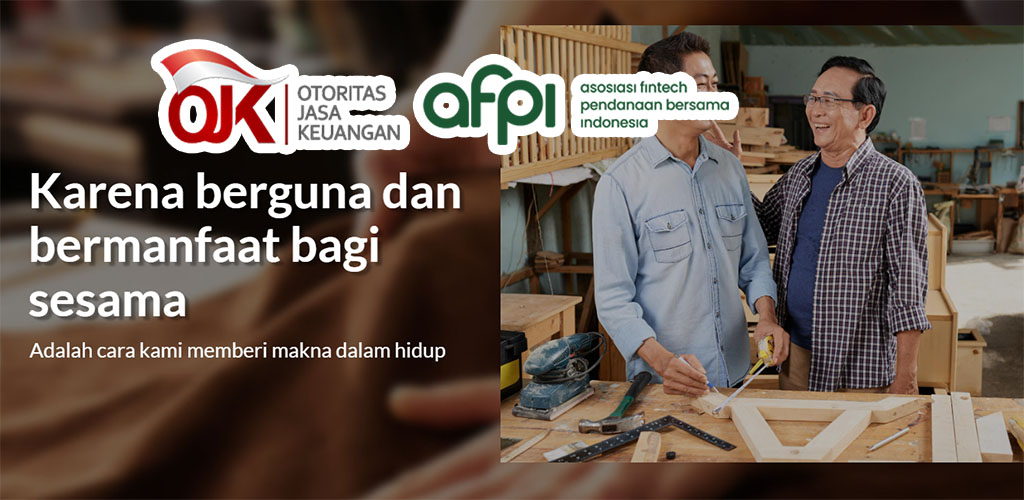 OJK
OTORITAS
JASA
KEUANGAN
afpi
asosiasi fintech
pendanaan bersama
indonesia
Karena berguna dan
bermanfaat bagi
sesama
Adalah cara kami memberi makna dalam hidup